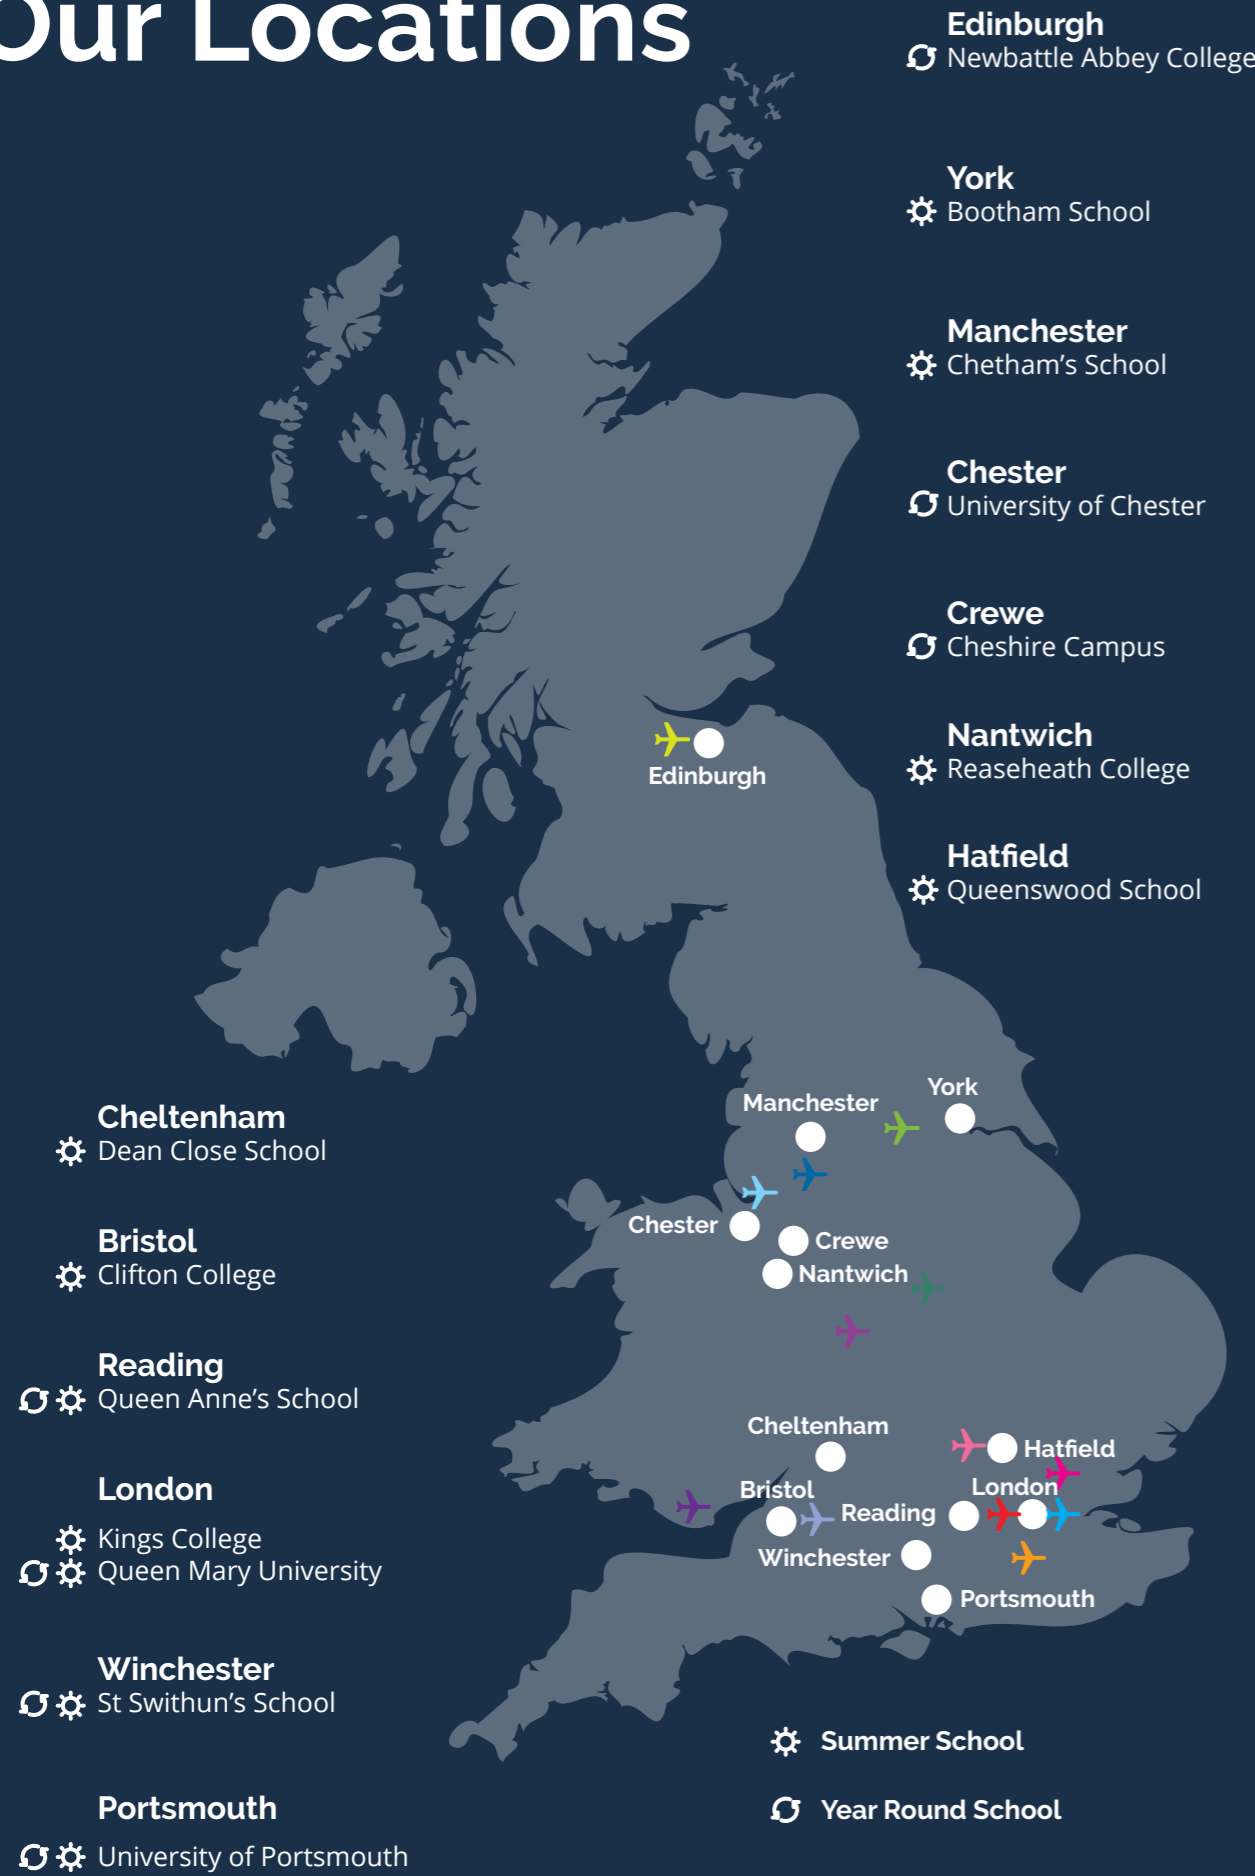 Our Locations
Edinburgh
Newbattle Abbey College
York
Bootham School
Manchester
Chetham's School
Chester
University of Chester
Crewe
Cheshire Campus
Nantwich
Reaseheath College
Hatfield
Queenswood School
Edinburgh
York
Manchester
Chester
Crewe
Nantwich
Cheltenham
Hatfield
London
Bristol
Reading
Winchester
Portsmouth
Cheltenham
Dean Close School
Bristol
Clifton College
Reading
Queen Anne's School
London
Kings College
Queen Mary University
Winchester
St Swithun's School
Portsmouth
University of Portsmouth
Summer School
Year Round School